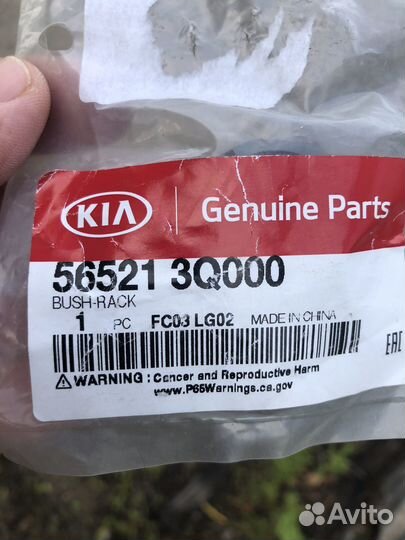 KIA Genuine Parts
56521 3Q000
BUSH-RACK
1 PC FC03 LG02 MADE IN CHINA
EAC
WARNING : Cancer and Reproductive Harm
www.P65Warnings.ca.gov
Avito